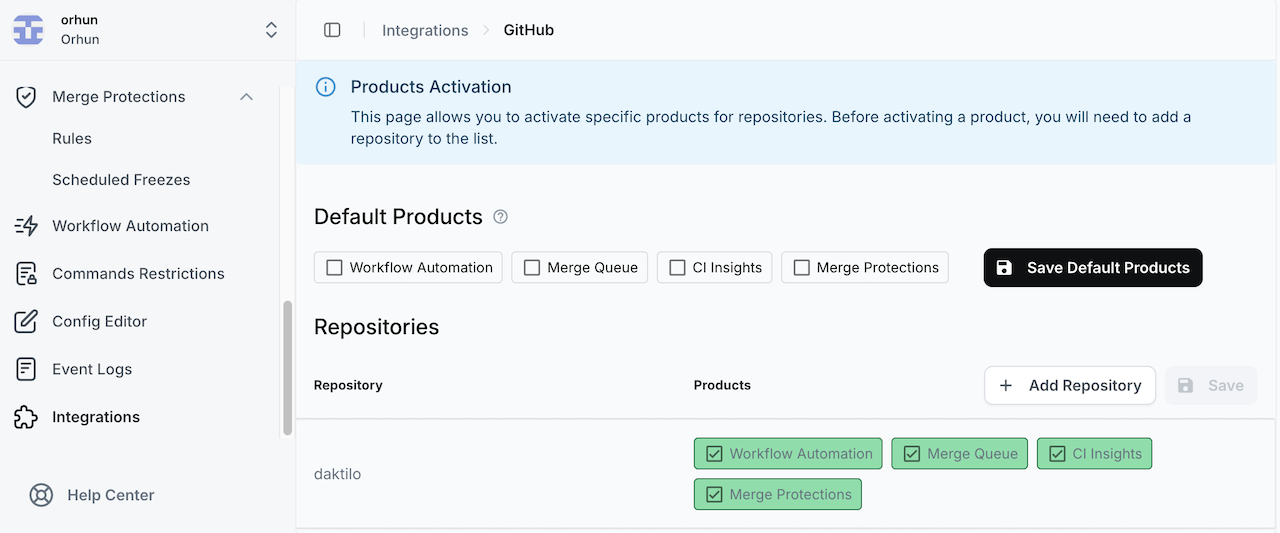 orhun
Orhun
Merge Protections
Rules
Scheduled Freezes
Workflow Automation
Commands Restrictions
Config Editor
Event Logs
Integrations
Help Center
Integrations > GitHub
Products Activation
This page allows you to activate specific products for repositories. Before activating a product, you will need to add a
repository to the list.
Default Products
Workflow Automation Merge Queue CI Insights Merge Protections Save Default Products
Repositories
Repository Products + Add Repository Save
daktilo
Workflow Automation Merge Queue CI Insights
Merge Protections